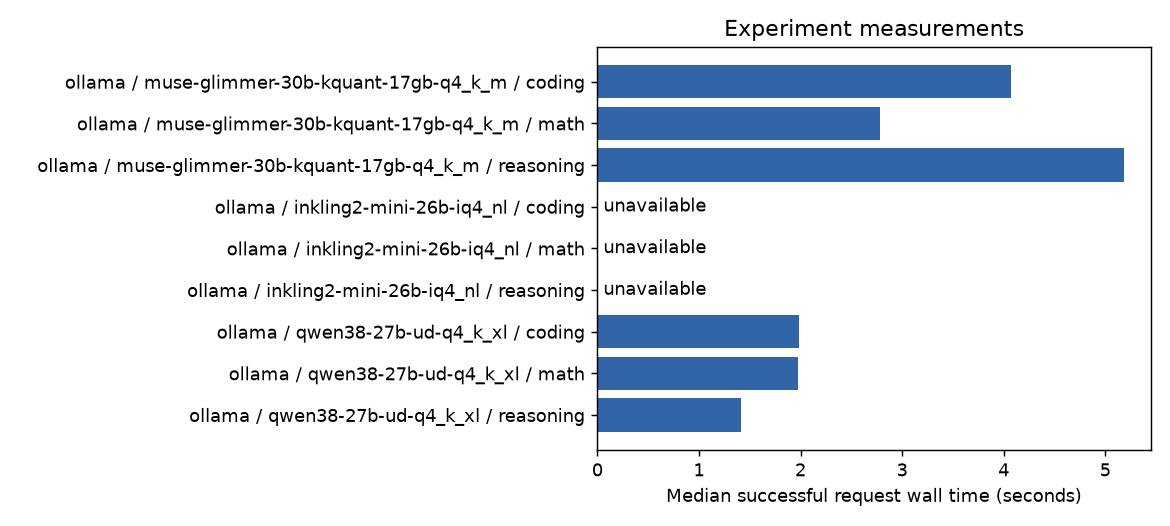 Experiment measurements
ollama / muse-glimmer-30b-kquant-17gb-q4_k_m / coding
ollama / muse-glimmer-30b-kquant-17gb-q4_k_m / math
ollama / muse-glimmer-30b-kquant-17gb-q4_k_m / reasoning
ollama / inkling2-mini-26b-iq4_nl / coding unavailable
ollama / inkling2-mini-26b-iq4_nl / math unavailable
ollama / inkling2-mini-26b-iq4_nl / reasoning unavailable
ollama / qwen38-27b-ud-q4_k_xl / coding
ollama / qwen38-27b-ud-q4_k_xl / math
ollama / qwen38-27b-ud-q4_k_xl / reasoning
0 1 2 3 4 5
Median successful request wall time (seconds)